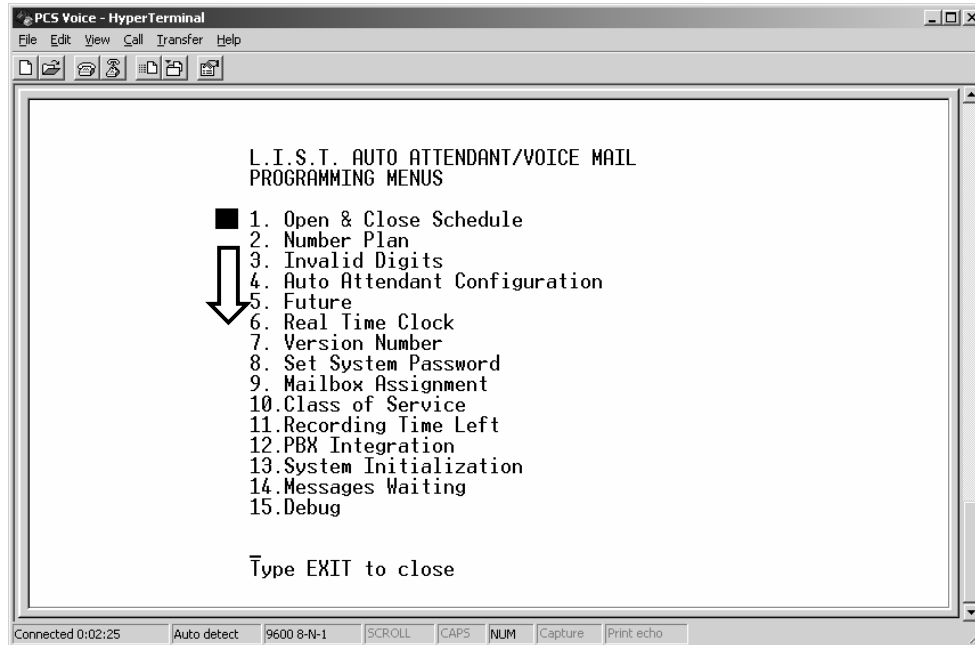 PCS Voice - HyperTerminal
File Edit View Call Transfer Help
L.I.S.T. AUTO ATTENDANT/VOICE MAIL
PROGRAMMING MENUS
1. Open & Close Schedule
2. Number Plan
3. Invalid Digits
4. Auto Attendant Configuration
5. Future
6. Real Time Clock
7. Version Number
8. Set System Password
9. Mailbox Assignment
10.Class of Service
11.Recording Time Left
12.PBX Integration
13.System Initialization
14.Messages Waiting
15.Debug
Type EXIT to close
Connected 0:02:25 Auto detect 9600 8-N-1 SCROLL CAPS NUM Capture Print echo